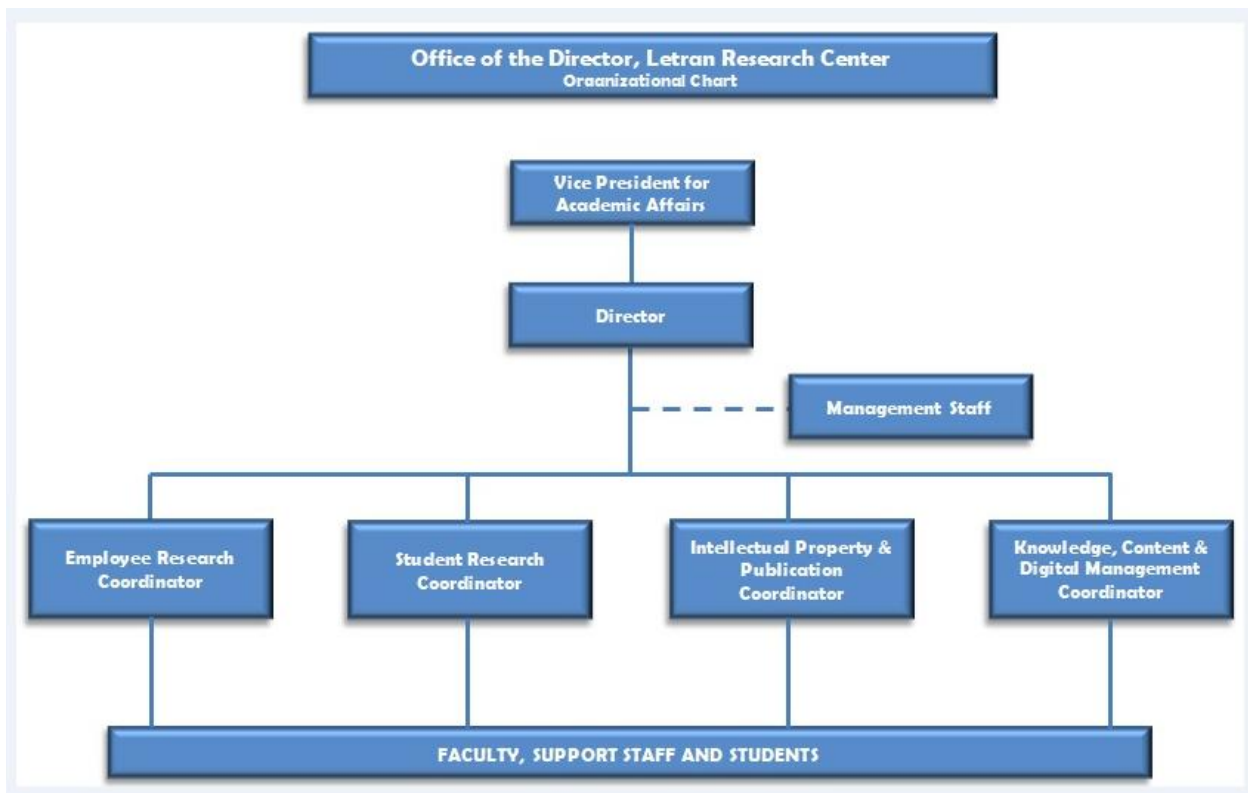 Office of the Director, Letran Research Center
Oraanizational Chart
Vice President for
Academic Affairs
Director
Management Staff
Employee Research
Coordinator
Student Research
Coordinator
Intellectual Property &
Publication
Coordinator
Knowledge, Content &
Digital Management
Coordinator
FACULTY, SUPPORT STAFF AND STUDENTS